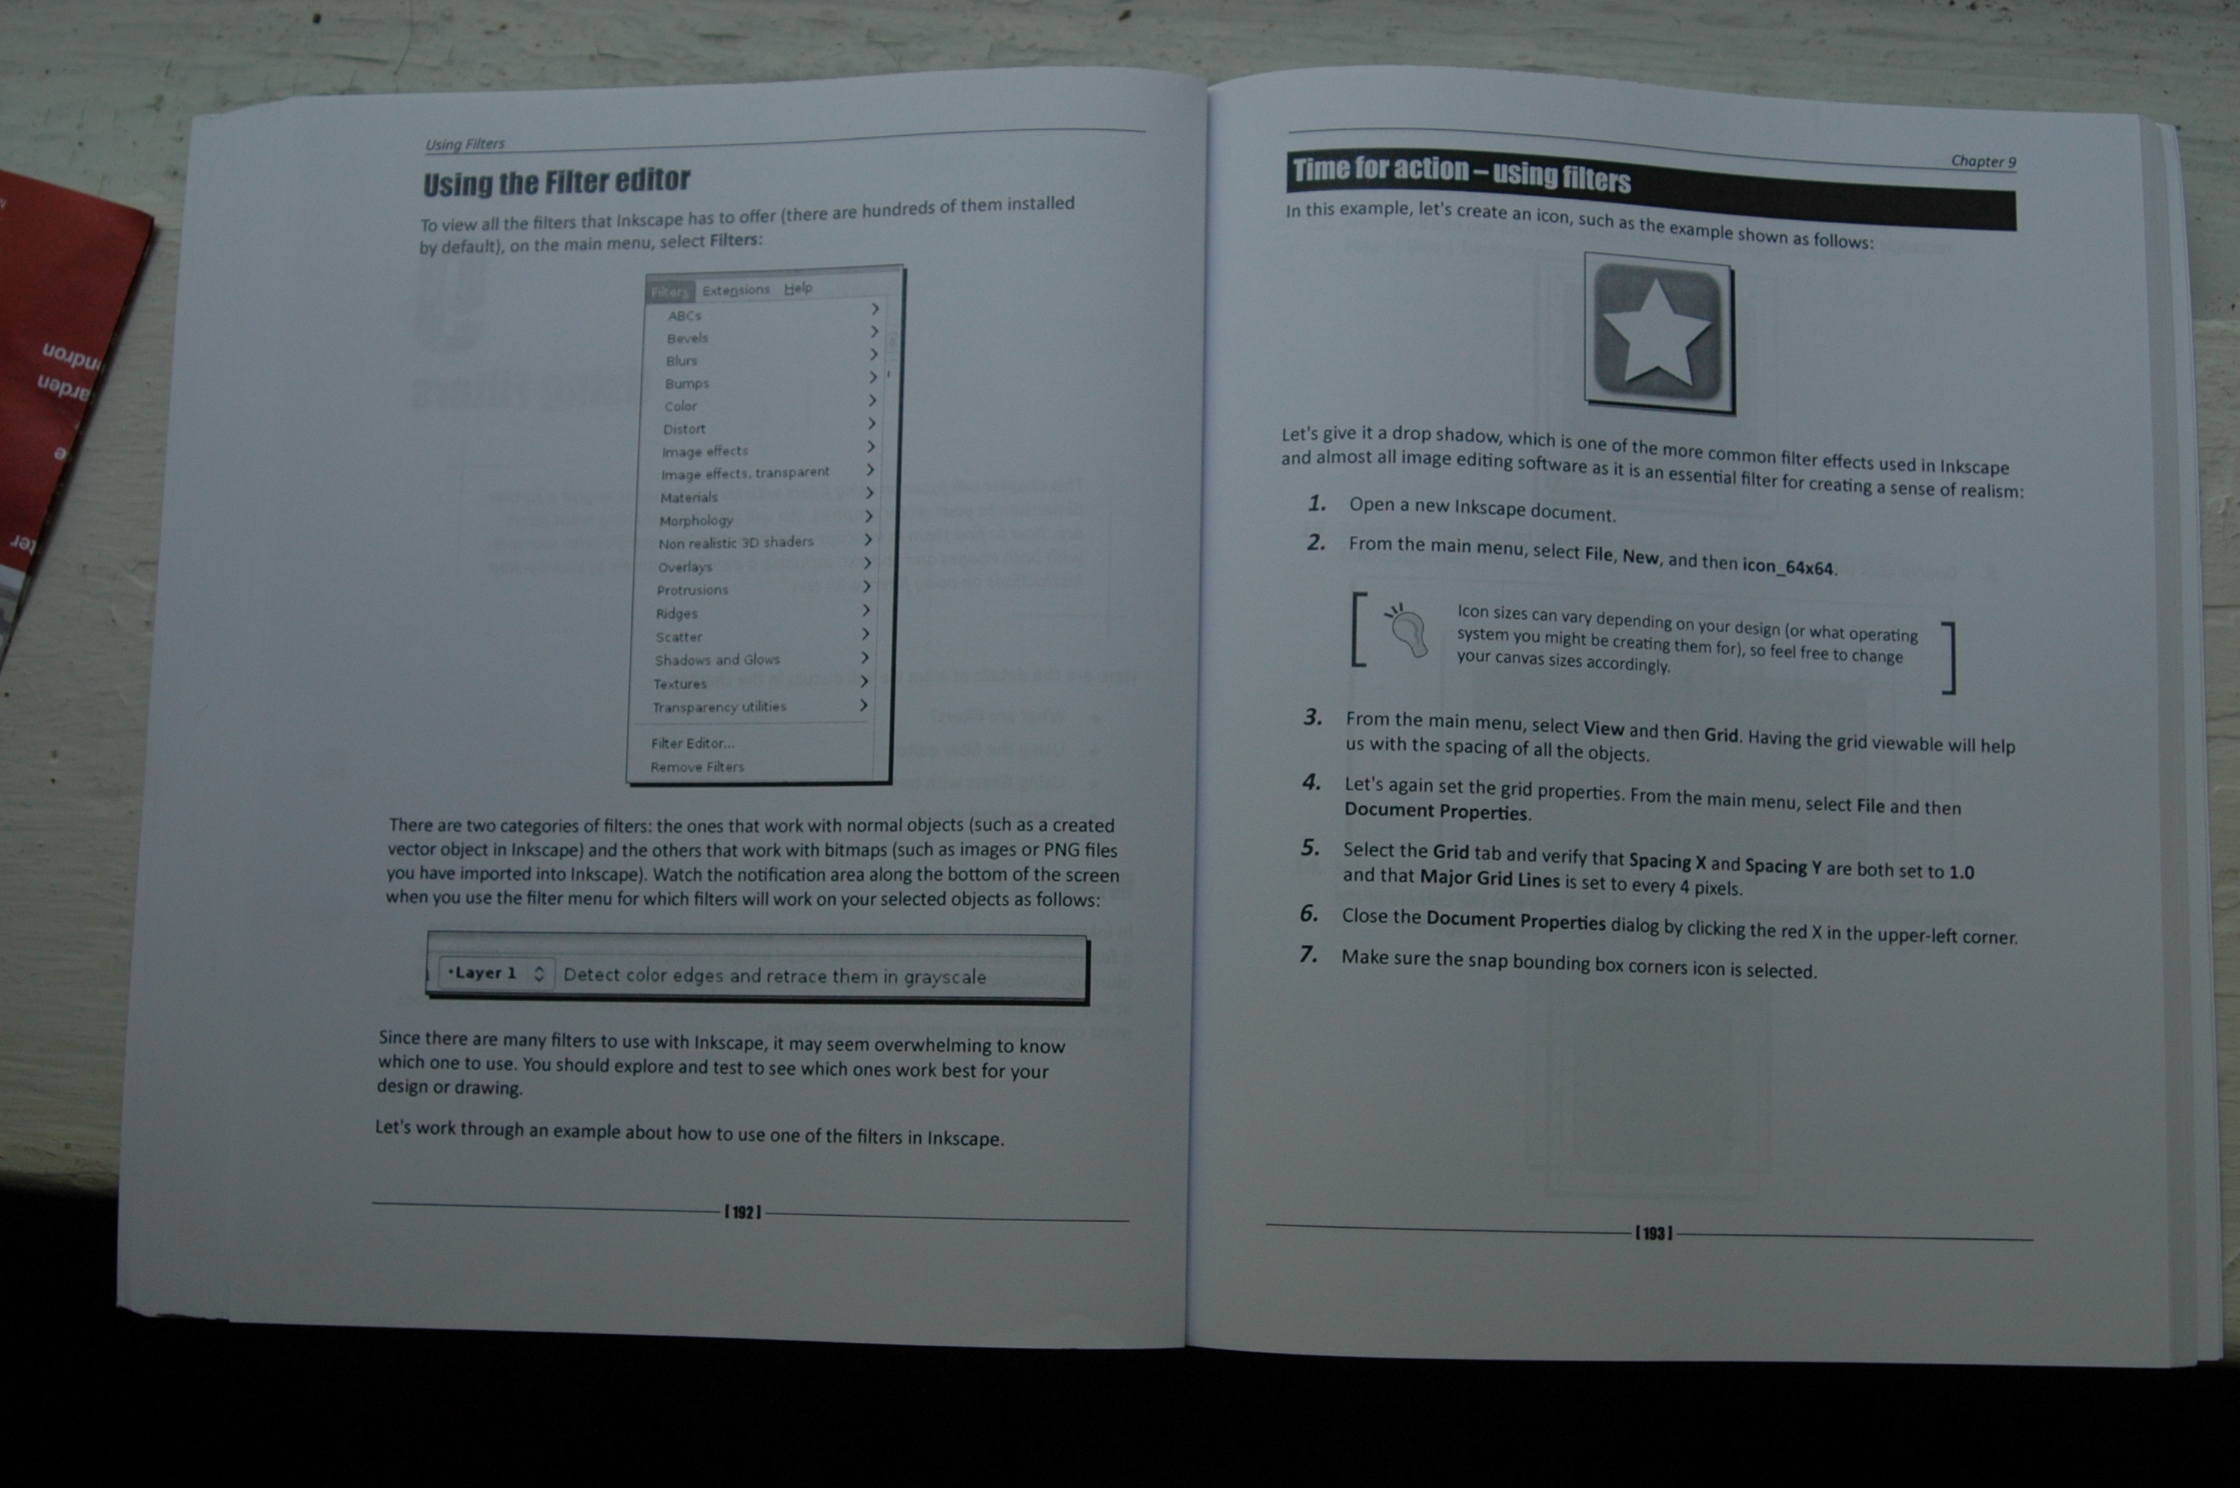 Using Filters
Using the Filter editor
To view all the filters that Inkscape has to offer (there are hundreds of them installed
by default), on the main menu, select Filters:
Filters Extensions Help
ABCs
Bevels
Blurs
Bumps
Color
Distort
Image effects
Image effects, transparent
Materials
Morphology
Non realistic 3D shaders
Overlays
Protrusions
Ridges
Scatter
Shadows and Glows
Textures
Transparency utilities
Filter Editor...
Remove Filters
There are two categories of filters: the ones that work with normal objects (such as a created
vector object in Inkscape) and the others that work with bitmaps (such as images or PNG files
you have imported into Inkscape). Watch the notification area along the bottom of the screen
when you use the filter menu for which filters will work on your selected objects as follows:
•Layer 1 Detect color edges and retrace them in grayscale
Since there are many filters to use with Inkscape, it may seem overwhelming to know
which one to use. You should explore and test to see which ones work best for your
design or drawing.
Let's work through an example about how to use one of the filters in Inkscape.
[192]
Chapter 9
Time for action – using filters
In this example, let's create an icon, such as the example shown as follows:
Let's give it a drop shadow, which is one of the more common filter effects used in Inkscape
and almost all image editing software as it is an essential filter for creating a sense of realism:
1. Open a new Inkscape document.
2. From the main menu, select File, New, and then icon_64x64.
Icon sizes can vary depending on your design (or what operating
system you might be creating them for), so feel free to change
your canvas sizes accordingly.
3. From the main menu, select View and then Grid. Having the grid viewable will help
us with the spacing of all the objects.
4. Let's again set the grid properties. From the main menu, select File and then
Document Properties.
5. Select the Grid tab and verify that Spacing X and Spacing Y are both set to 1.0
and that Major Grid Lines is set to every 4 pixels.
6. Close the Document Properties dialog by clicking the red X in the upper-left corner.
7. Make sure the snap bounding box corners icon is selected.
[193]